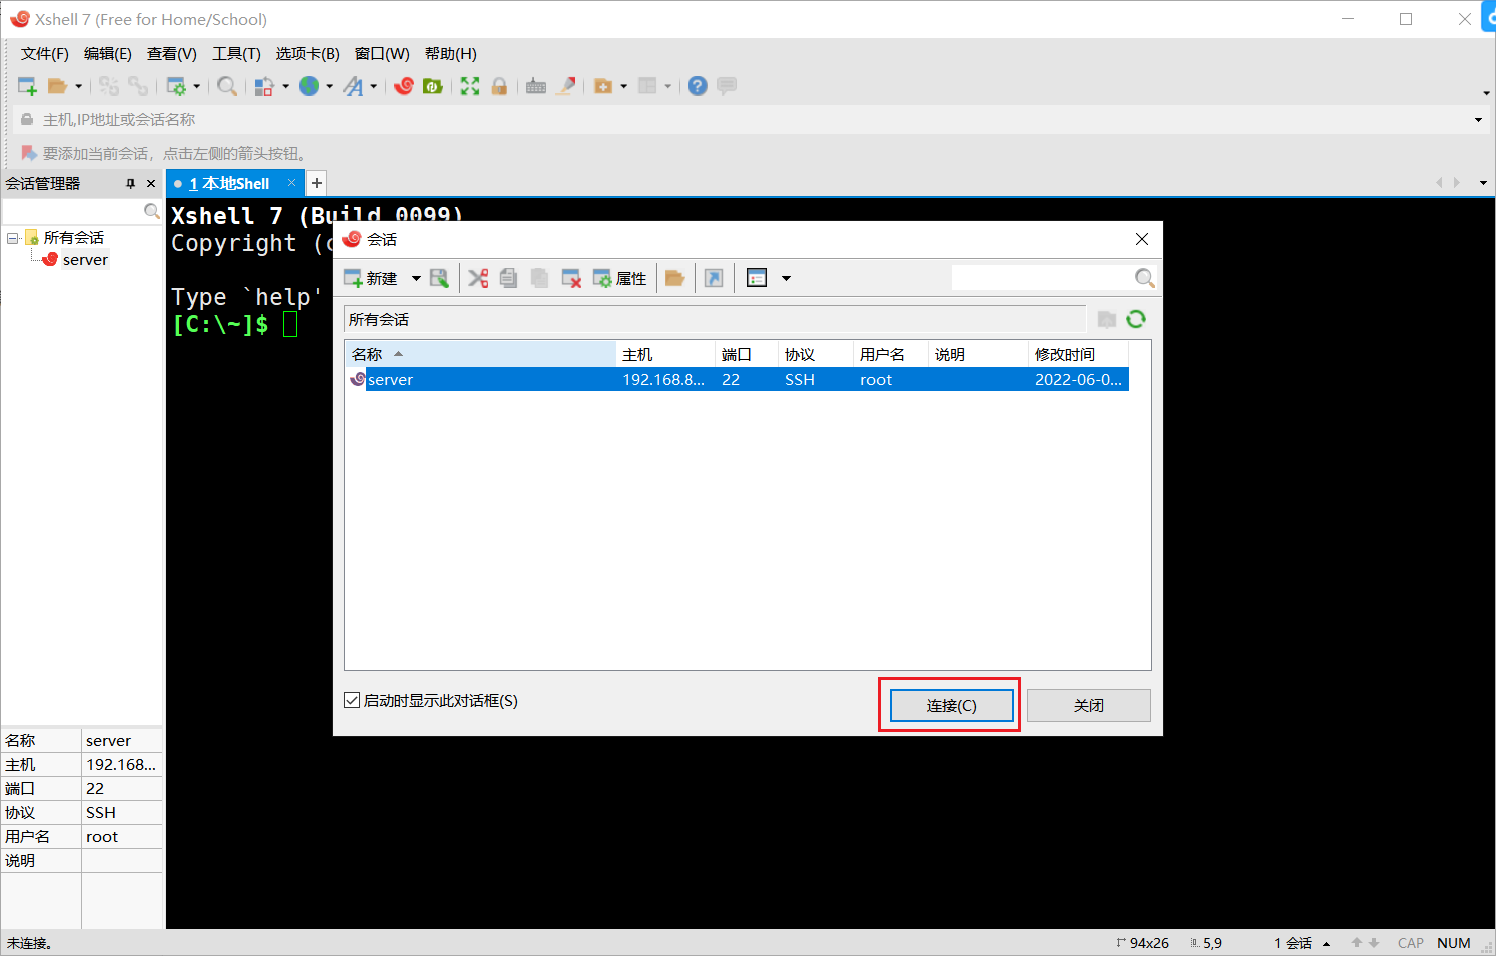 Xshell 7 (Free for Home/School)
文件(F) 编辑(E) 查看(V) 工具(T) 选项卡(B) 窗口(W) 帮助(H)
主机,IP地址或会话名称
要添加当前会话，点击左侧的箭头按钮。
会话管理器
1 本地Shell
所有会话
server
Xshell 7 (Build 0099)
Copyright (c
Type `help'
[C:\~]$
会话
新建 属性
所有会话
名称 主机 端口 协议 用户名 说明 修改时间
server 192.168.8... 22 SSH root 2022-06-0...
启动时显示此对话框(S)
连接(C) 关闭
名称 server
主机 192.168...
端口 22
协议 SSH
用户名 root
说明
未连接。 94x26 5,9 1 会话 CAP NUM